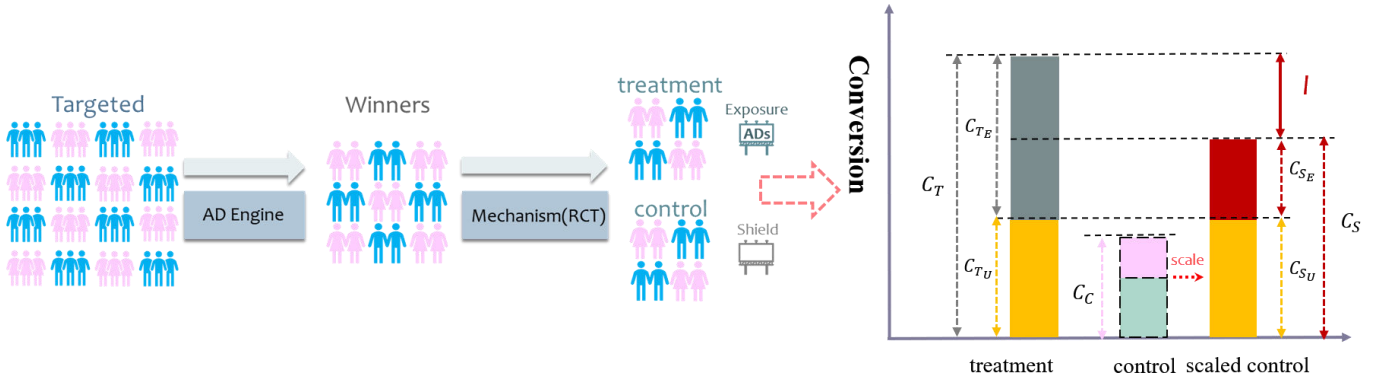 Targeted
AD Engine
Winners
Mechanism(RCT)
treatment
Exposure
ADs
control
Shield
Conversion
C_T
C_{T_E}
C_{T_U}
C_C
scale
I
C_{S_E}
C_S
C_{S_U}
treatment
control
scaled control